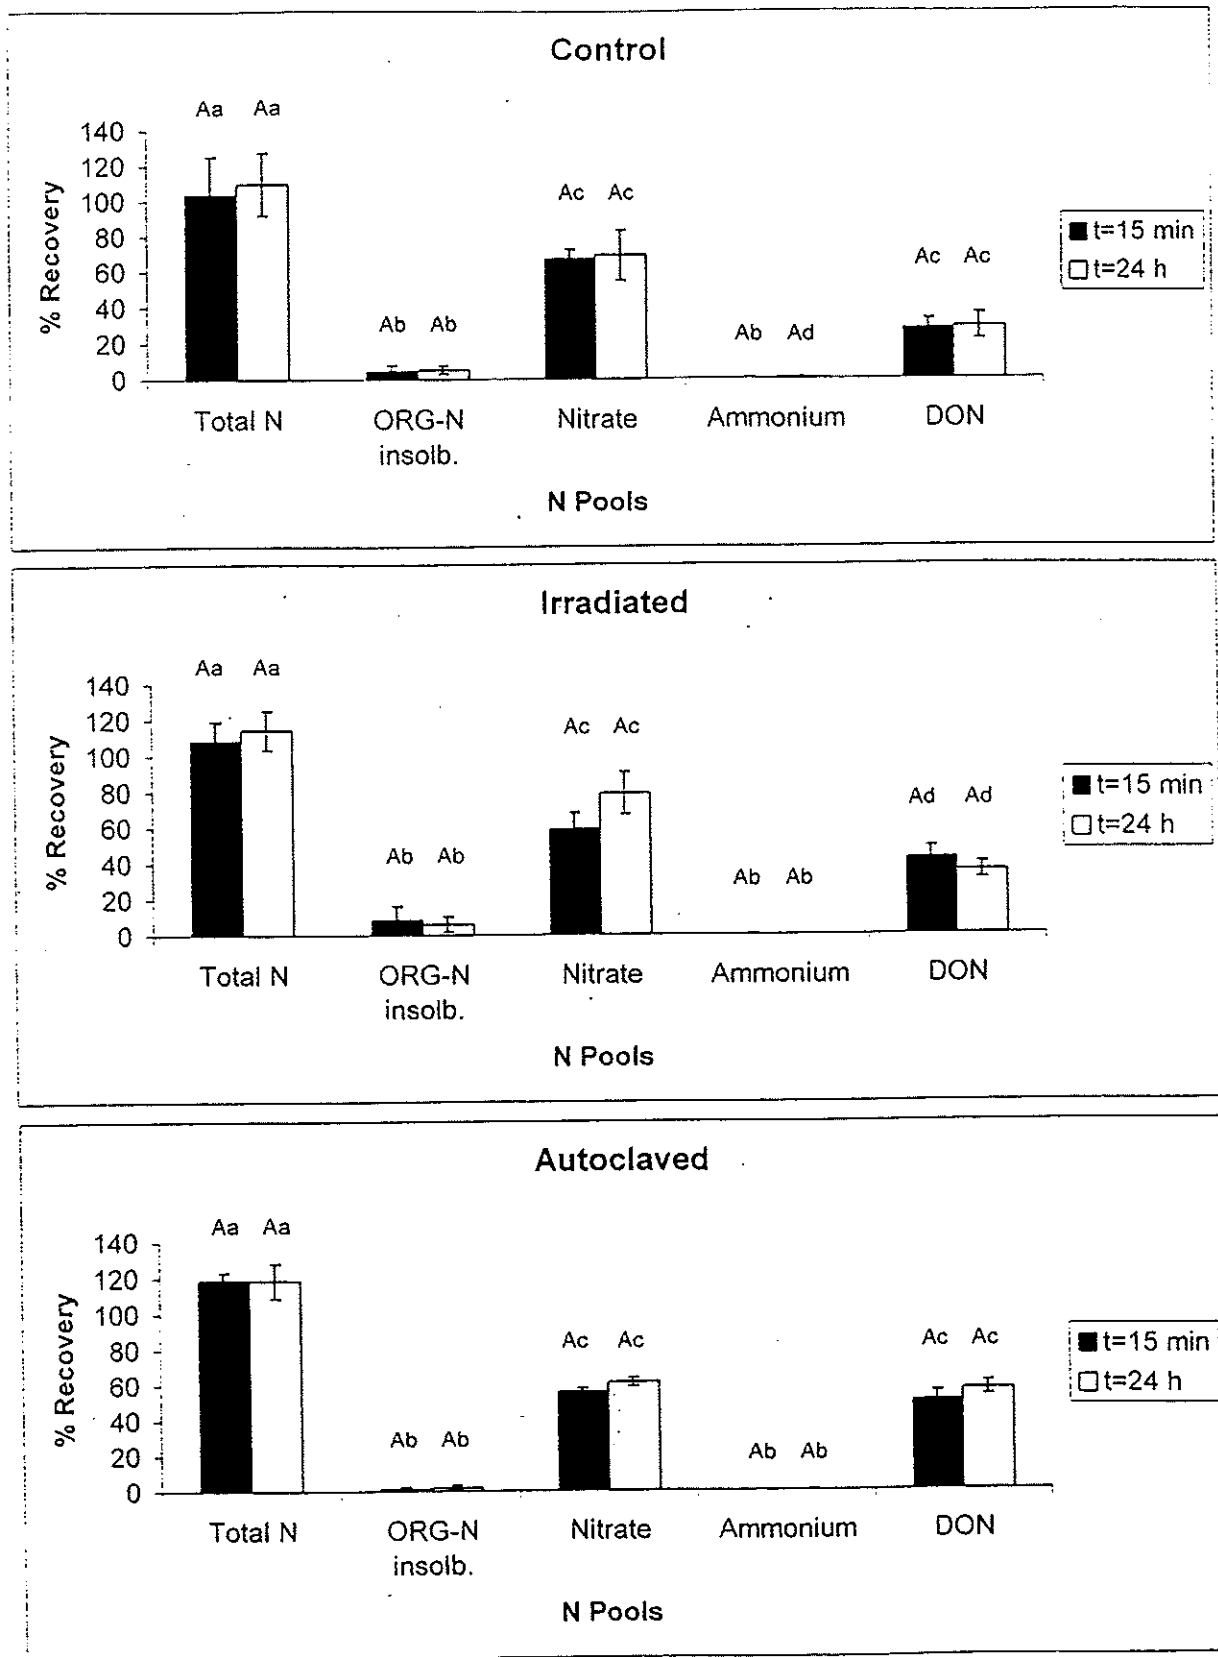 Control
Aa Aa
140
120
100
80
60
40
20
0
% Recovery
Ab Ab
Ac Ac
Ab Ad
Ac Ac
t=15 min
t=24 h
Total N
ORG-N
insolb.
Nitrate
Ammonium
DON
N Pools
Irradiated
Aa Aa
140
120
100
80
60
40
20
0
% Recovery
Ab Ab
Ac Ac
Ab Ab
Ad Ad
t=15 min
t=24 h
Total N
ORG-N
insolb.
Nitrate
Ammonium
DON
N Pools
Autoclaved
Aa Aa
140
120
100
80
60
40
20
0
% Recovery
Ab Ab
Ac Ac
Ab Ab
Ac Ac
t=15 min
t=24 h
Total N
ORG-N
insolb.
Nitrate
Ammonium
DON
N Pools